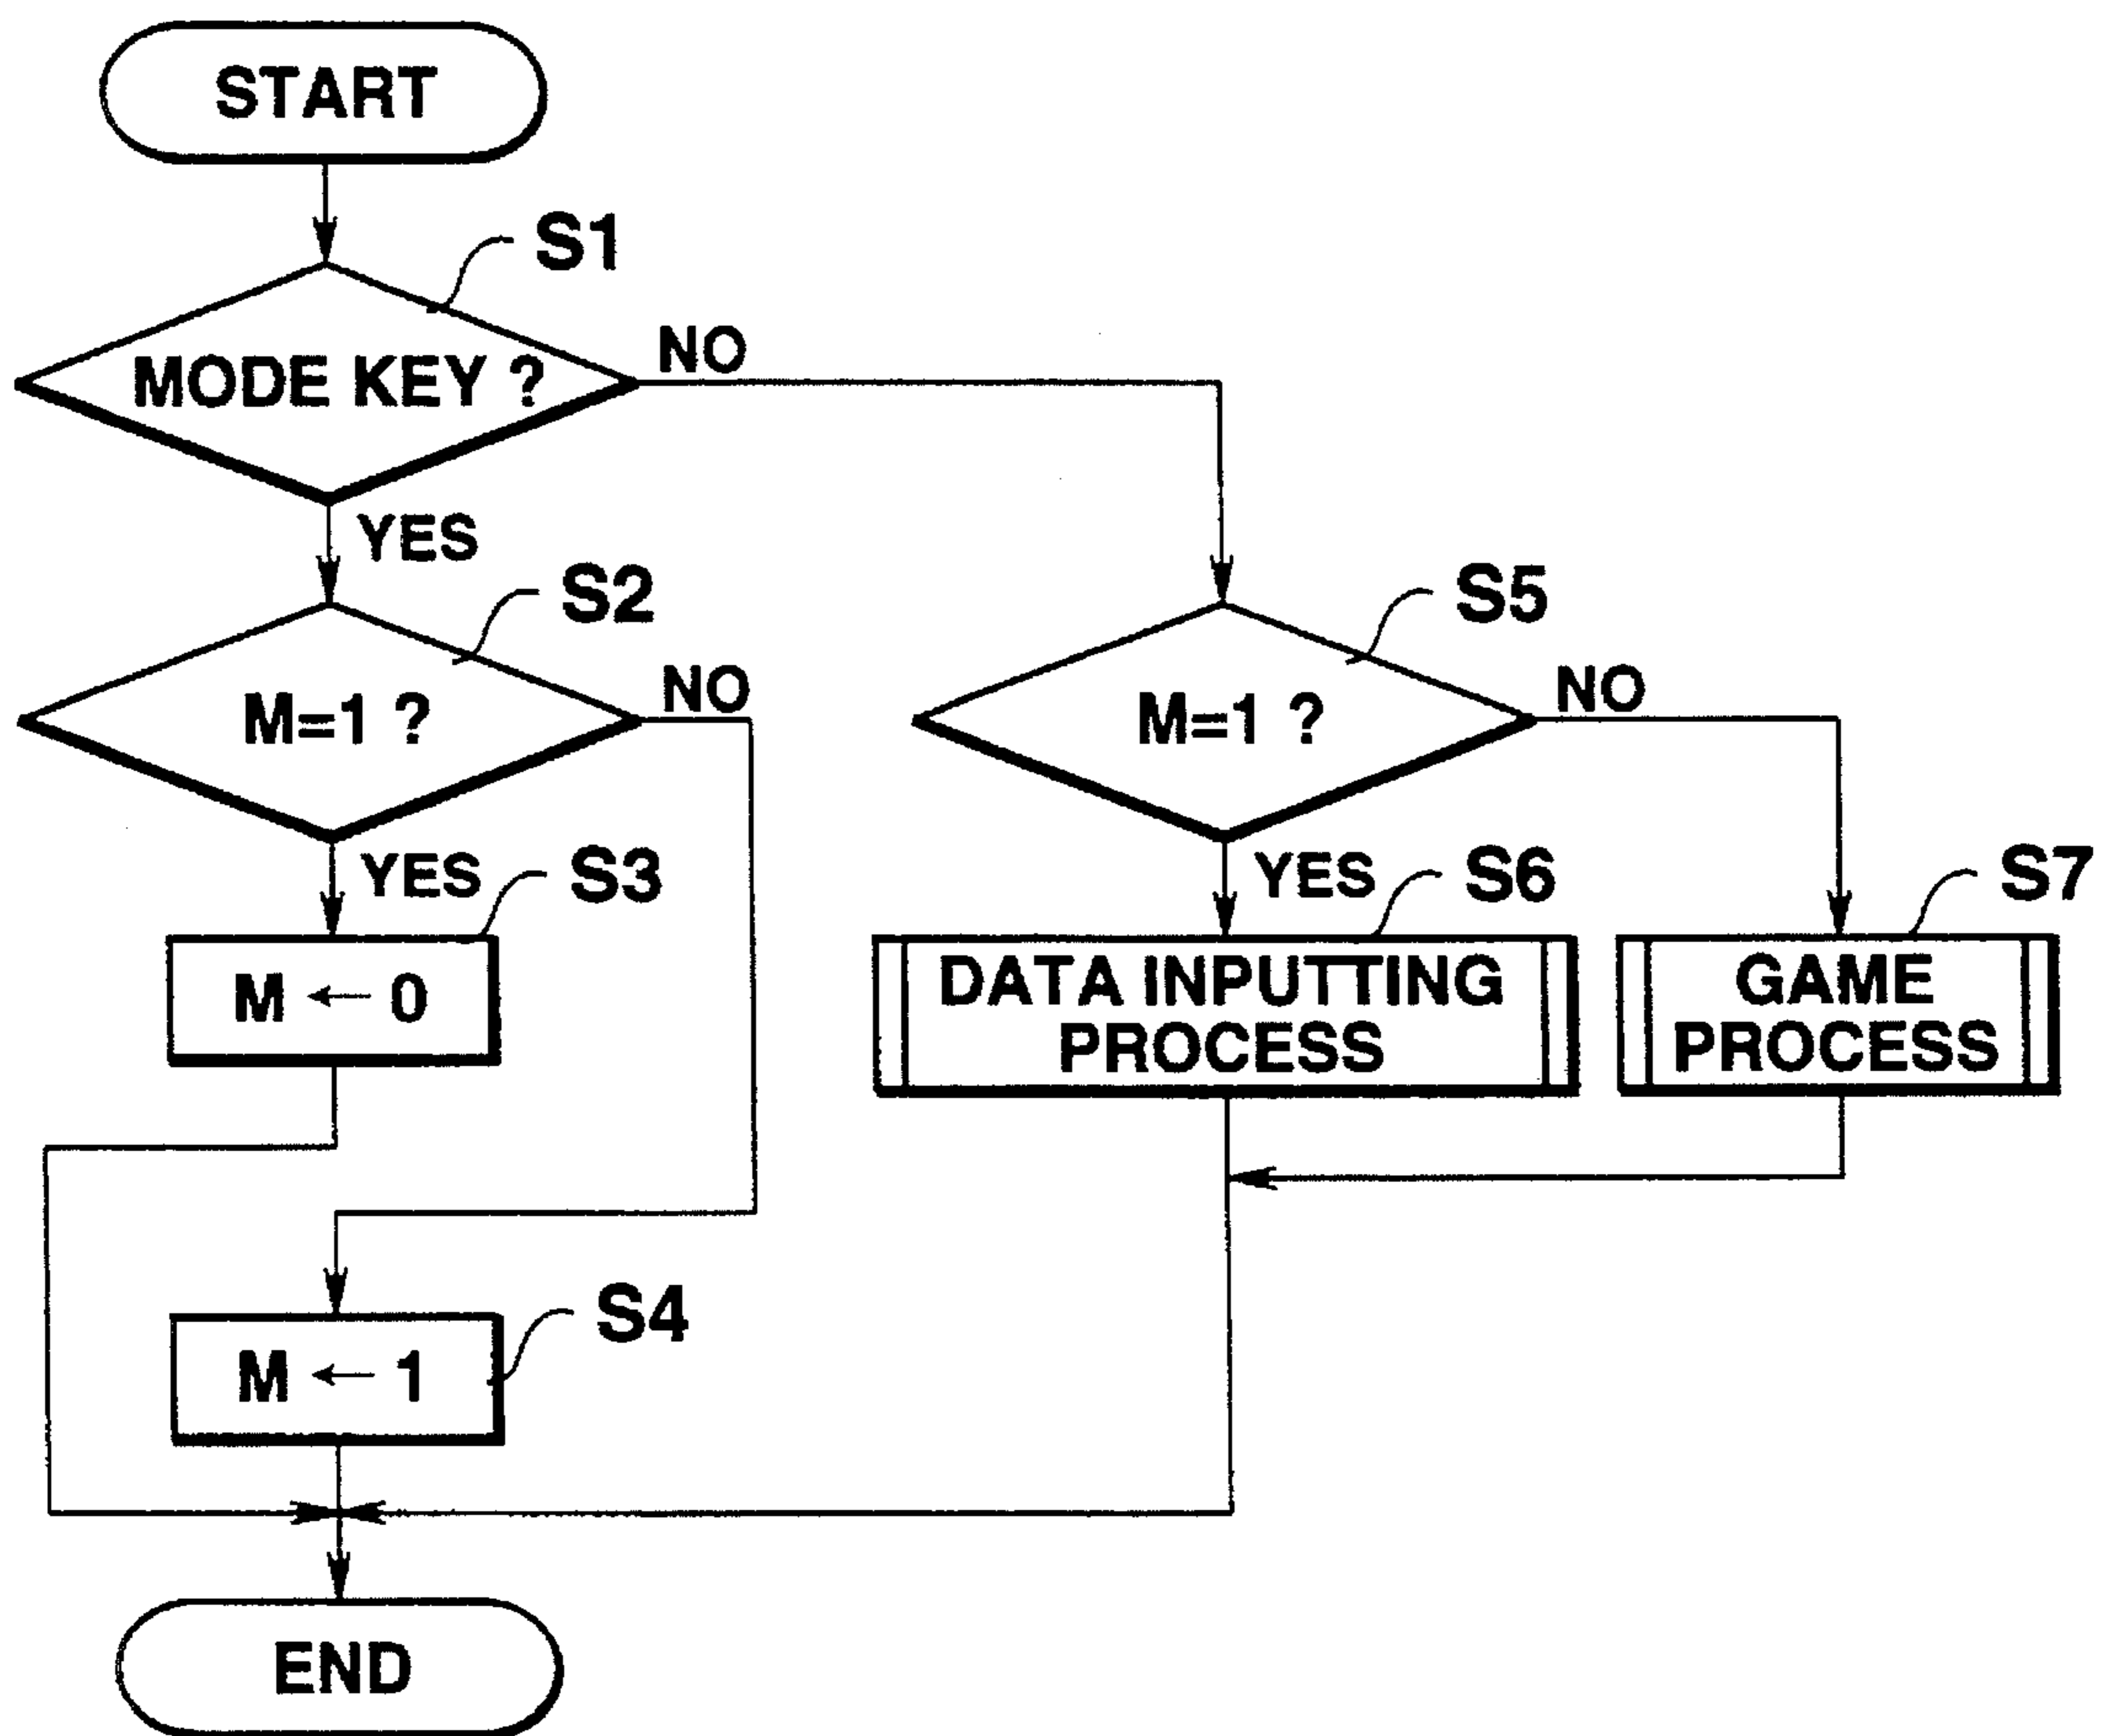 START
S1
MODE KEY ?
NO
YES
S2
M=1 ?
NO
YES
S3
M ← 0
S4
M ← 1
S5
M=1 ?
NO
YES
S6
DATA INPUTTING
PROCESS
S7
GAME
PROCESS
END